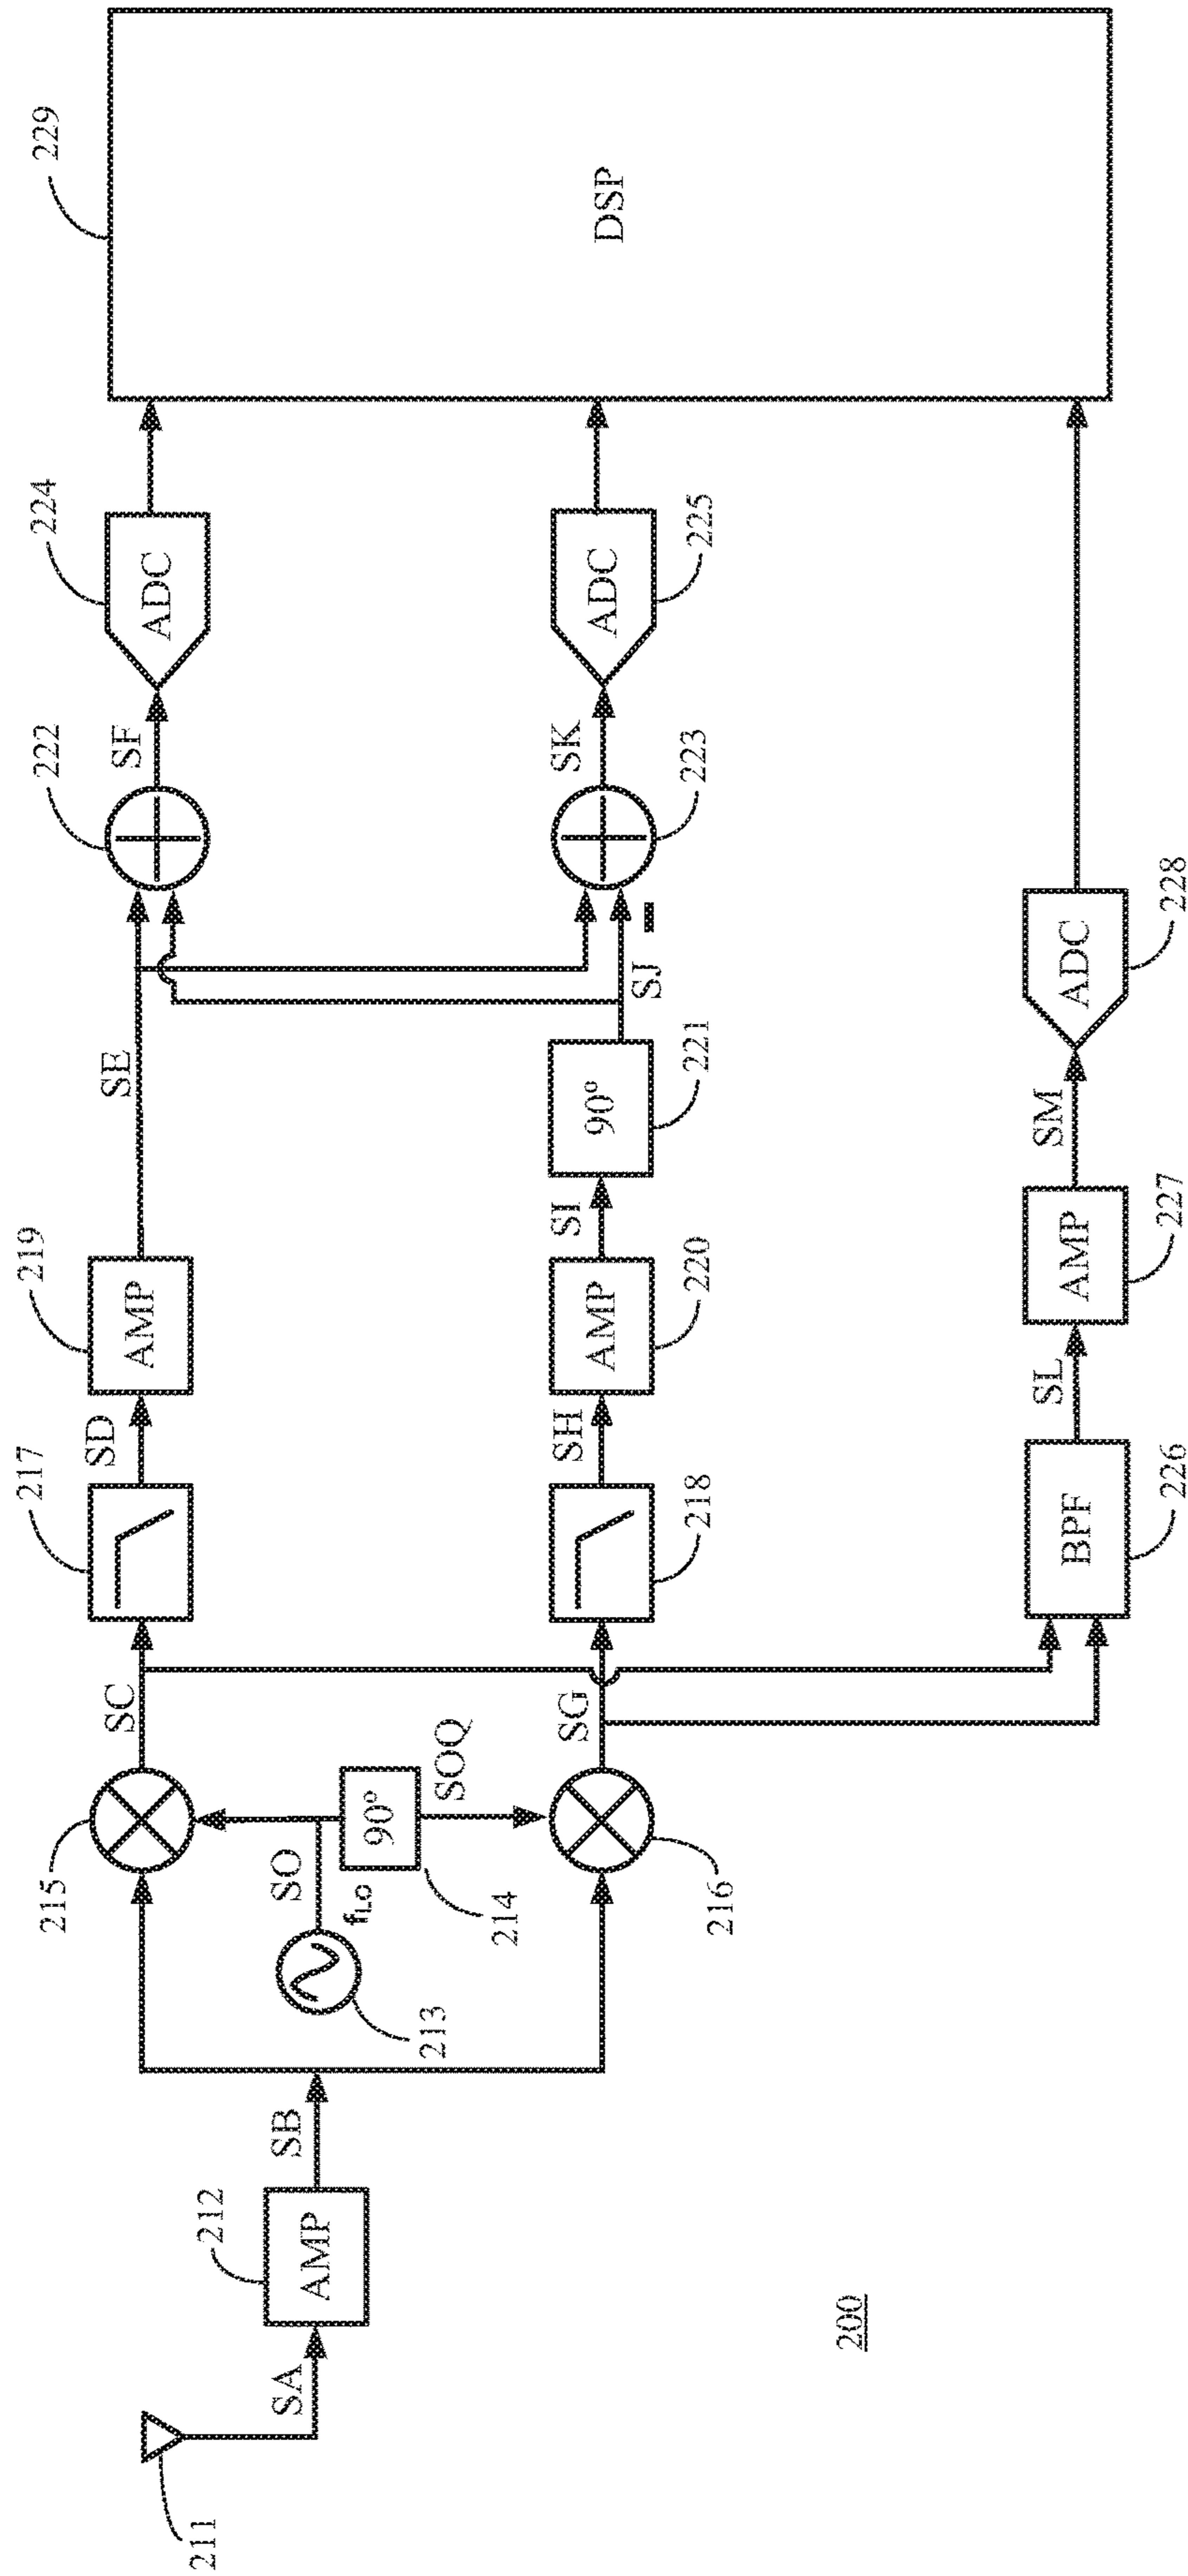 211
SA
212
AMP
SB
213
SO
fLO
214
90°
SOQ
215
SC
216
SG
217
SD
218
SH
219
AMP
SE
220
AMP
SI
221
90°
SJ
–
222
SF
223
SK
224
ADC
225
ADC
226
BPF
SL
227
AMP
SM
228
ADC
229
DSP
200